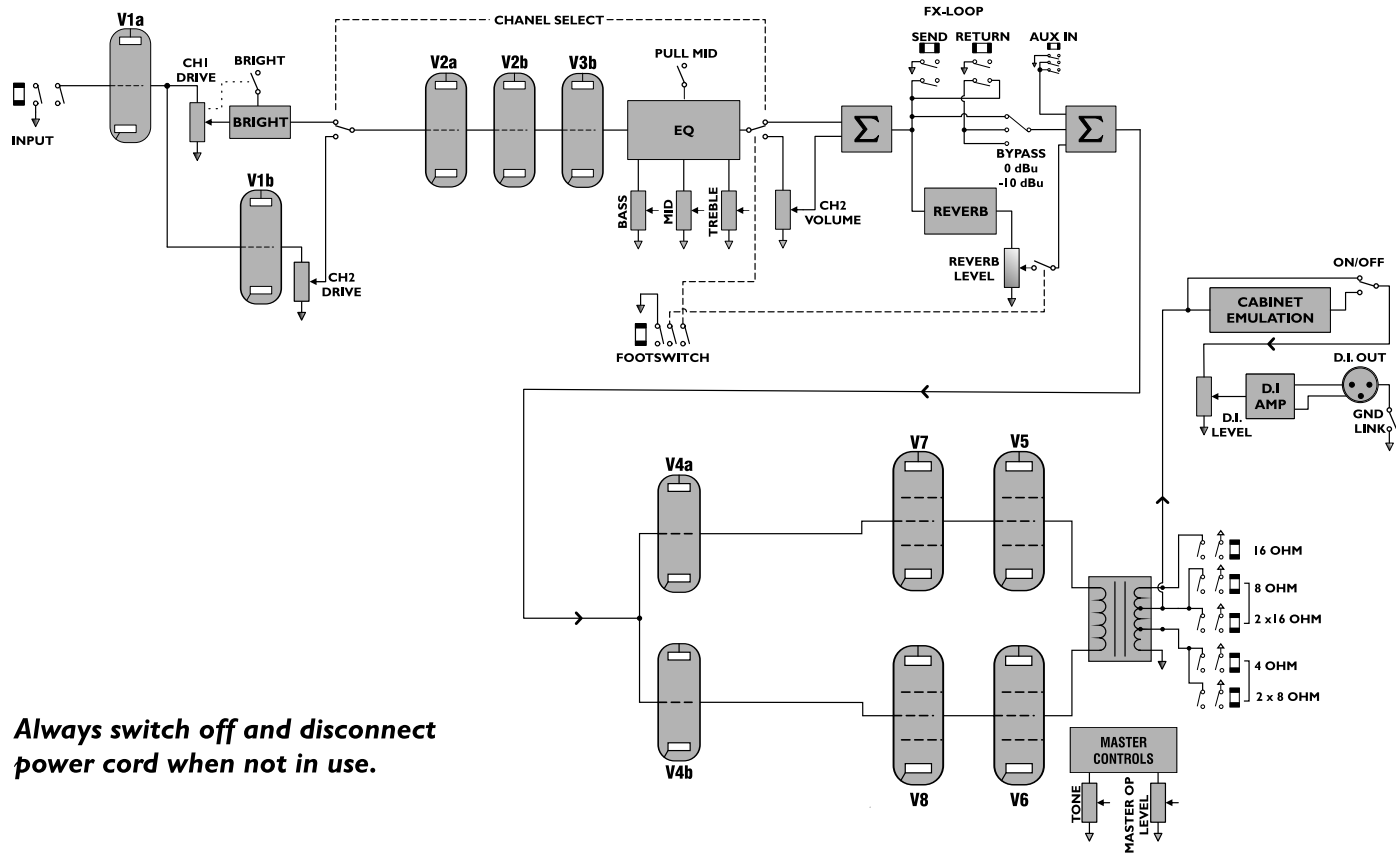 V1a
CHANEL SELECT
FX-LOOP
SEND RETURN
AUX IN
CH1
DRIVE
BRIGHT
BRIGHT
INPUT
V2a
V2b
V3b
PULL MID
EQ
Σ
Σ
BYPASS
0 dBu
-10 dBu
V1b
CH2
DRIVE
BASS
MID
TREBLE
CH2
VOLUME
REVERB
REVERB
LEVEL
FOOTSWITCH
ON/OFF
CABINET
EMULATION
D.I. OUT
D.I
AMP
D.I.
LEVEL
GND
LINK
V4a
V7
V5
16 OHM
8 OHM
2 x16 OHM
4 OHM
2 x 8 OHM
V4b
V8
V6
Always switch off and disconnect
power cord when not in use.
MASTER
CONTROLS
TONE
MASTER OP
LEVEL